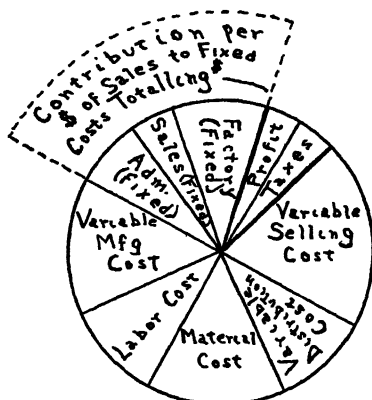 Contribution per
$ of Sales to Fixed
Costs Totalling $
Adm.
(Fixed)
Sales (Fixed)
Factory
(Fixed)
Profit
Taxes
Variable
Selling
Cost
Variable
Distribution
Cost
Material
Cost
Labor Cost
Variable
Mfg
Cost